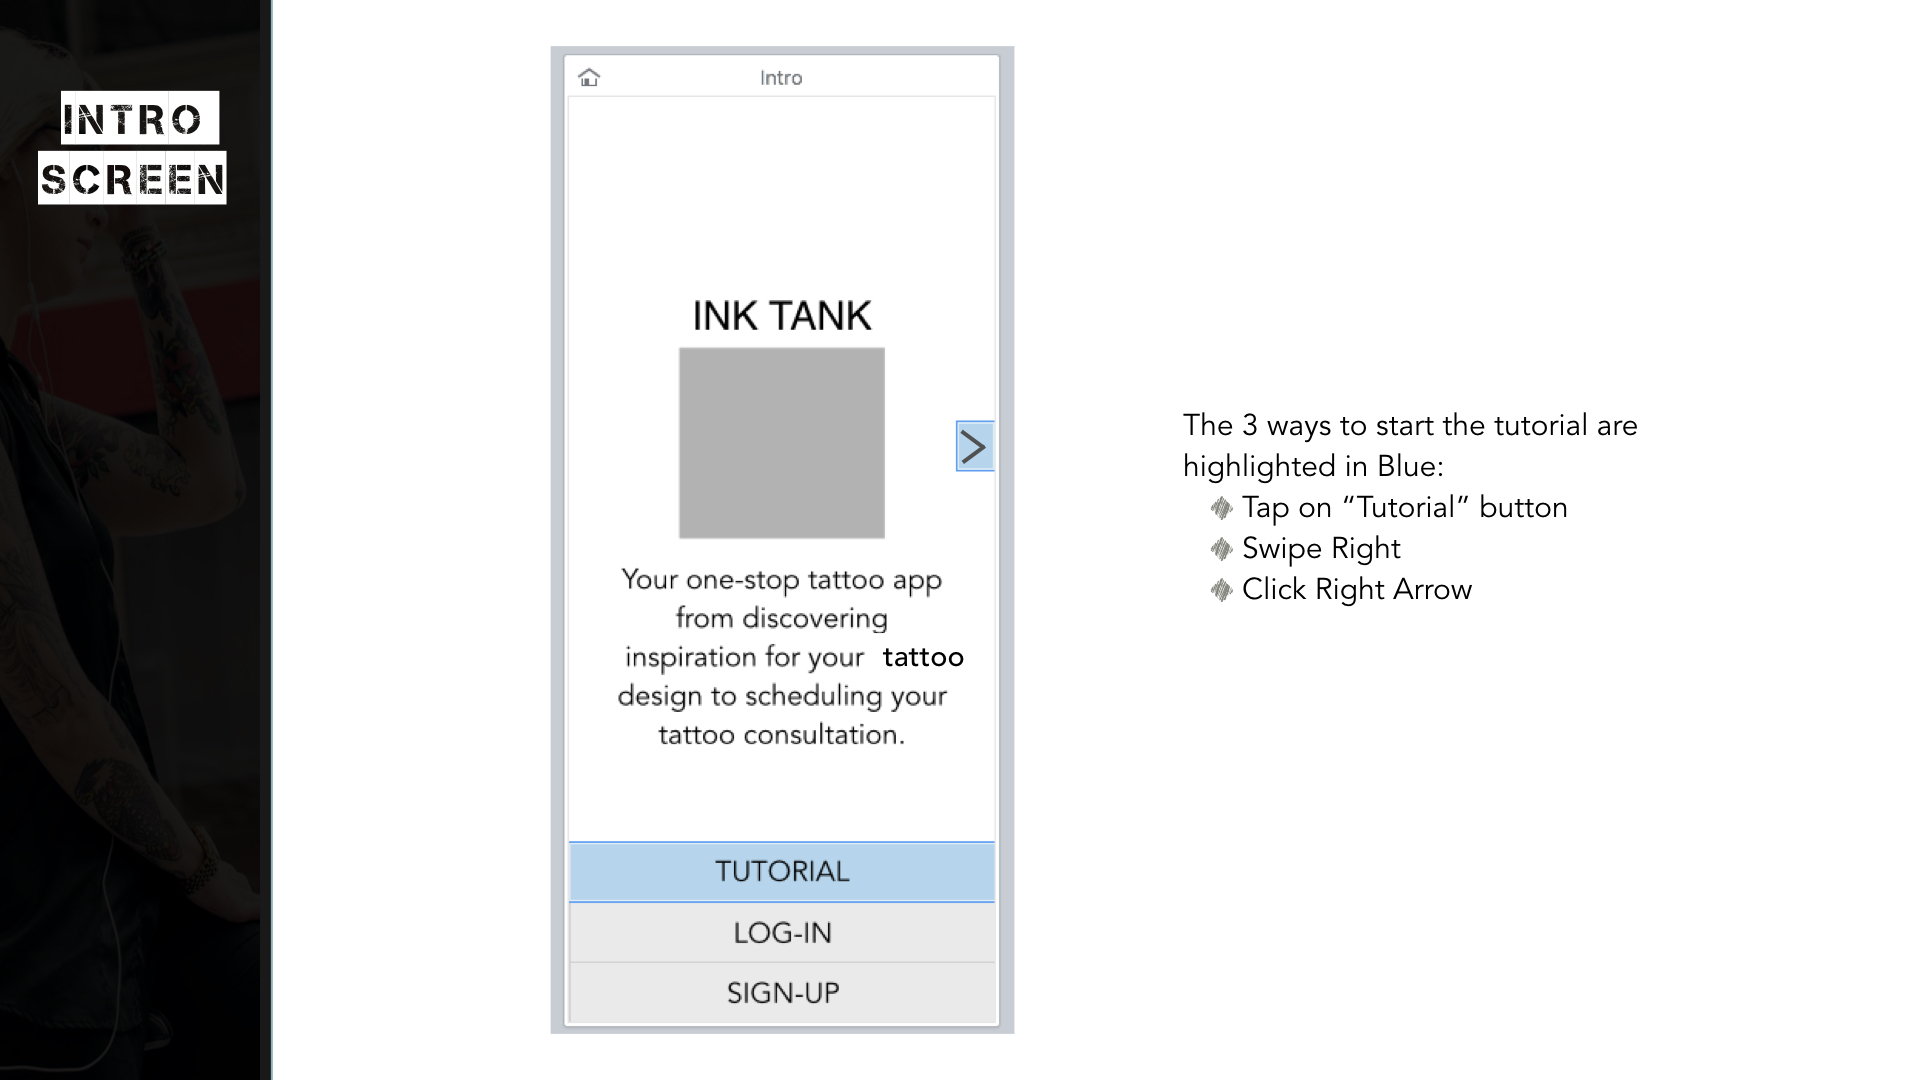 INTRO
SCREEN
Intro
INK TANK
>
Your one-stop tattoo app
from discovering
inspiration for your tattoo
design to scheduling your
tattoo consultation.
TUTORIAL
LOG-IN
SIGN-UP
The 3 ways to start the tutorial are
highlighted in Blue:
Tap on “Tutorial” button
Swipe Right
Click Right Arrow